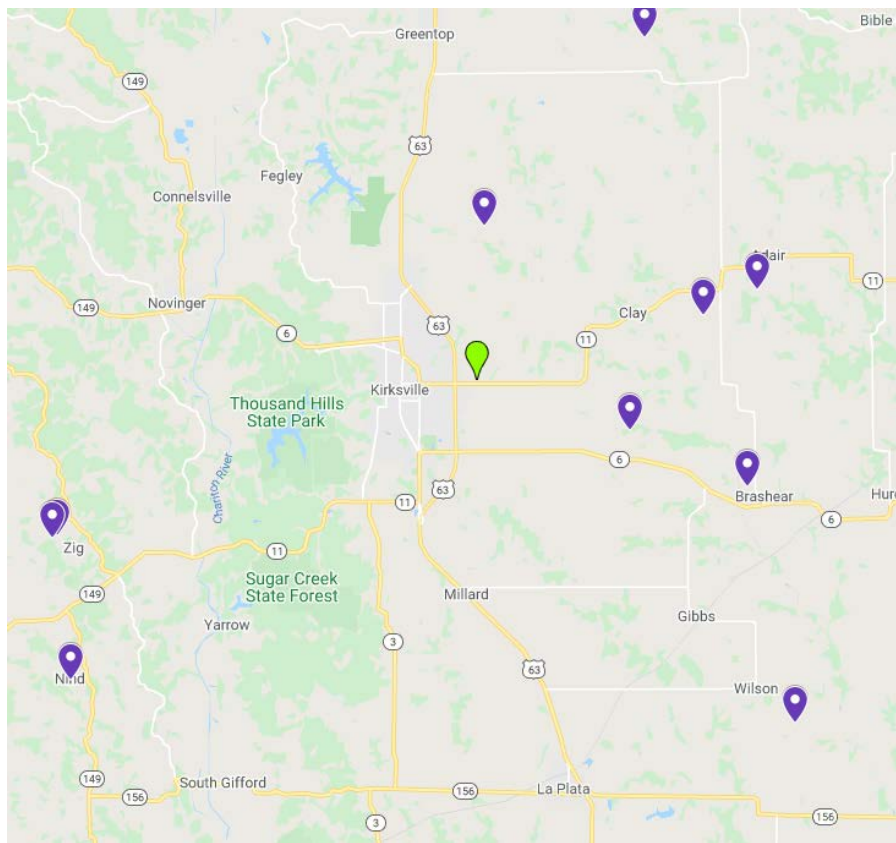 Bible
Greentop
149
63
Fegley
Connelsville
Adair
11
Novinger
149
Clay
63
6
11
Kirksville
Thousand Hills
State Park
Chariton River
6
63
Brashear
11
6
Zig
11
Sugar Creek
State Forest
149
Millard
Gibbs
Yarrow
3
63
Nind
Wilson
149
South Gifford
La Plata
156
156
156
3